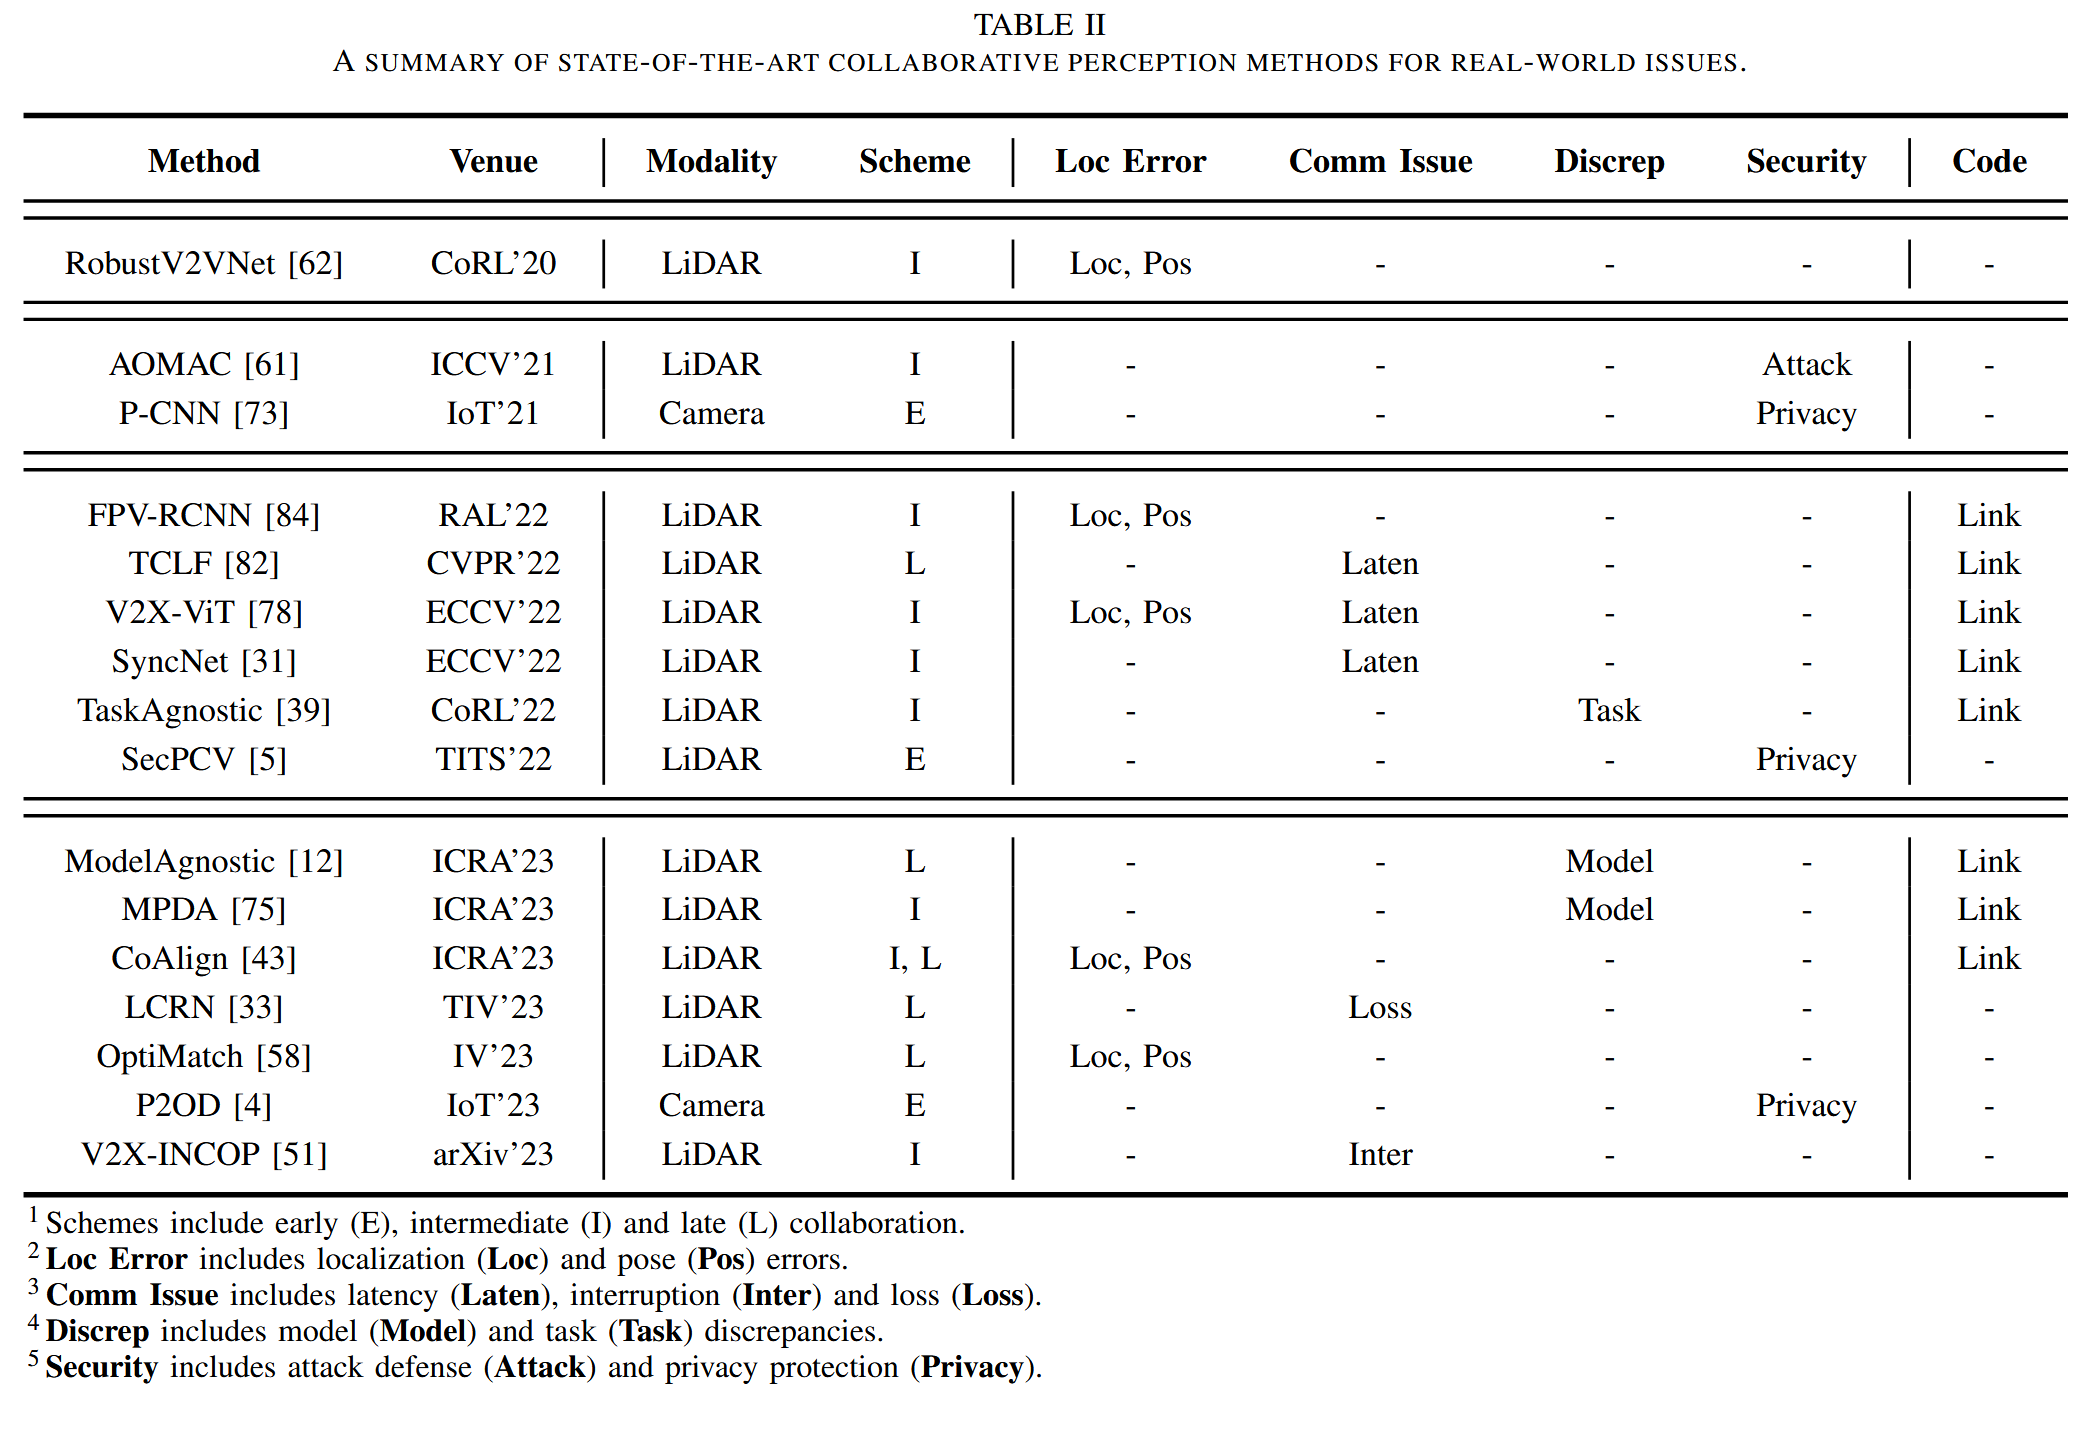 TABLE II
A SUMMARY OF STATE-OF-THE-ART COLLABORATIVE PERCEPTION METHODS FOR REAL-WORLD ISSUES.
Method Venue Modality Scheme Loc Error Comm Issue Discrep Security Code
RobustV2VNet [62] CoRL'20 LiDAR I Loc, Pos - - - -
AOMAC [61] ICCV'21 LiDAR I - - - Attack -
P-CNN [73] IoT'21 Camera E - - - Privacy -
FPV-RCNN [84] RAL'22 LiDAR I Loc, Pos - - - Link
TCLF [82] CVPR'22 LiDAR L - Laten - - Link
V2X-ViT [78] ECCV'22 LiDAR I Loc, Pos Laten - - Link
SyncNet [31] ECCV'22 LiDAR I - Laten - - Link
TaskAgnostic [39] CoRL'22 LiDAR I - - Task - Link
SecPCV [5] TITS'22 LiDAR E - - - Privacy -
ModelAgnostic [12] ICRA'23 LiDAR L - - Model - Link
MPDA [75] ICRA'23 LiDAR I - - Model - Link
CoAlign [43] ICRA'23 LiDAR I, L Loc, Pos - - - Link
LCRN [33] TIV'23 LiDAR L - Loss - - -
OptiMatch [58] IV'23 LiDAR L Loc, Pos - - - -
P2OD [4] IoT'23 Camera E - - - Privacy -
V2X-INCOP [51] arXiv'23 LiDAR I - Inter - - -
1 Schemes include early (E), intermediate (I) and late (L) collaboration.
2 Loc Error includes localization (Loc) and pose (Pos) errors.
3 Comm Issue includes latency (Laten), interruption (Inter) and loss (Loss).
4 Discrep includes model (Model) and task (Task) discrepancies.
5 Security includes attack defense (Attack) and privacy protection (Privacy).